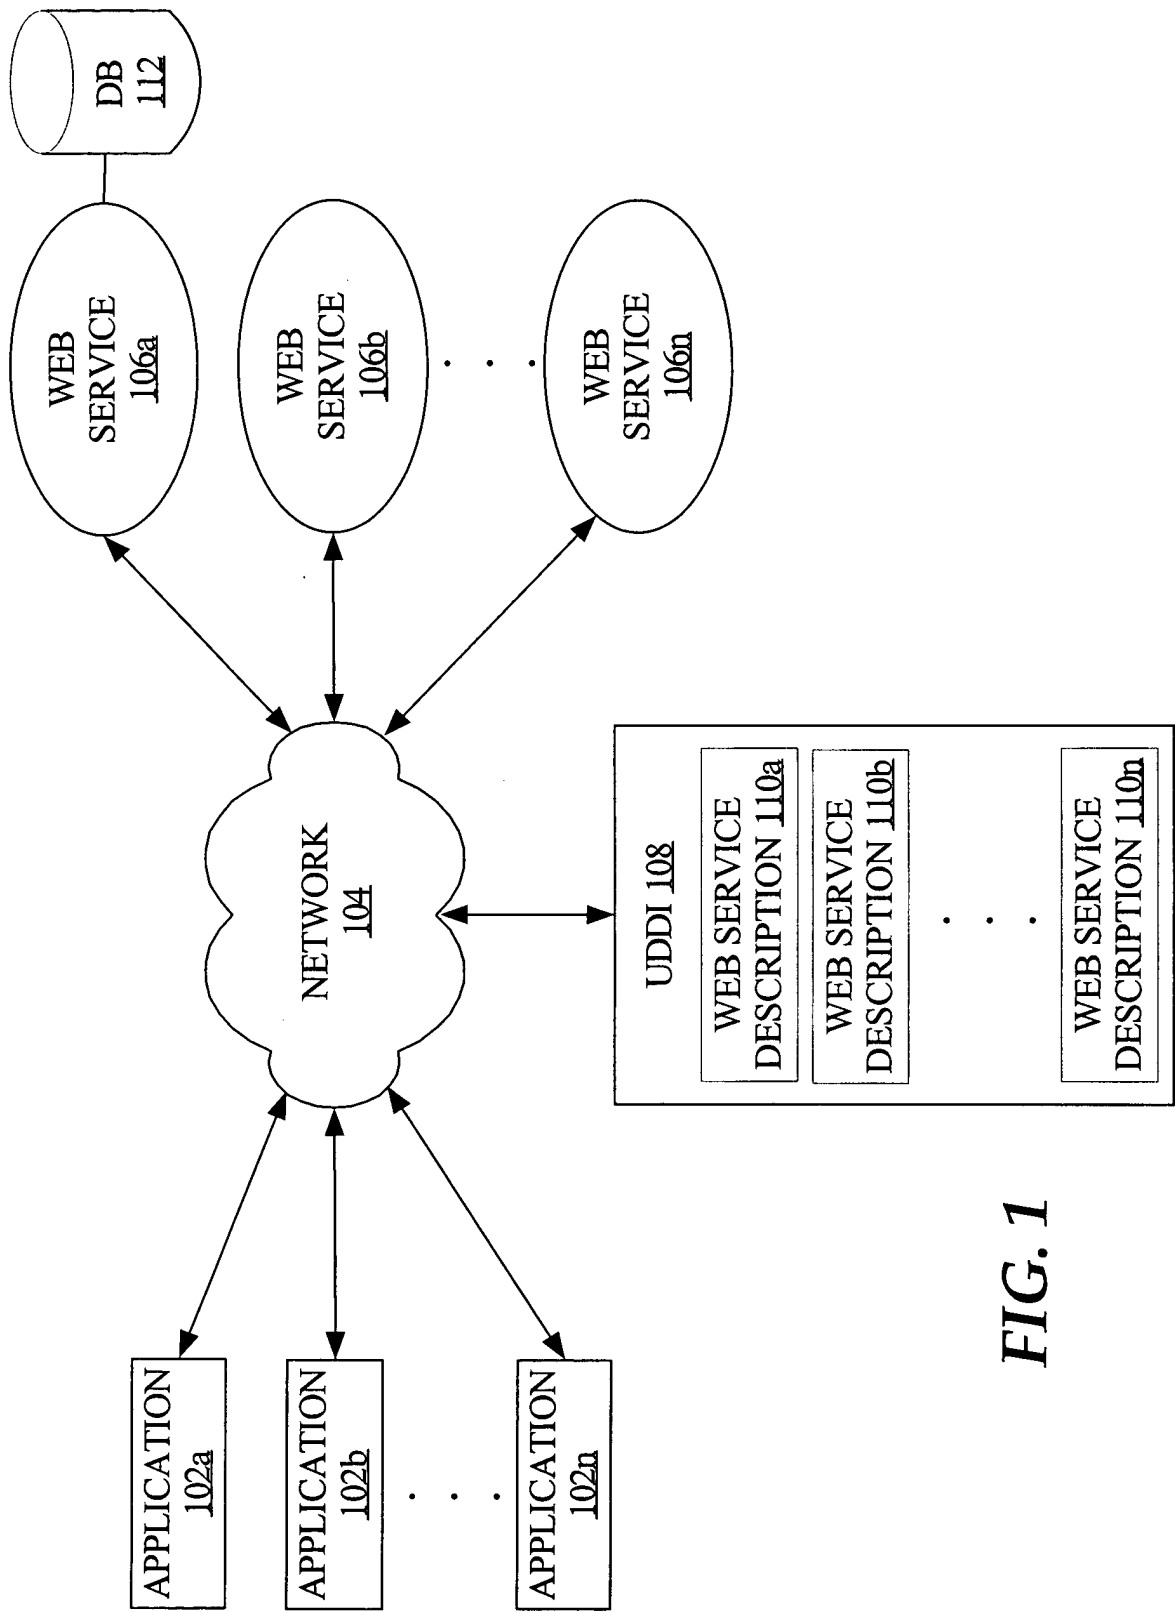 APPLICATION
102a
APPLICATION
102b
. . .
APPLICATION
102n
NETWORK
104
WEB
SERVICE
106a
WEB
SERVICE
106b
. . .
WEB
SERVICE
106n
DB
112
UDDI 108
WEB SERVICE
DESCRIPTION 110a
WEB SERVICE
DESCRIPTION 110b
. . .
WEB SERVICE
DESCRIPTION 110n
FIG. 1